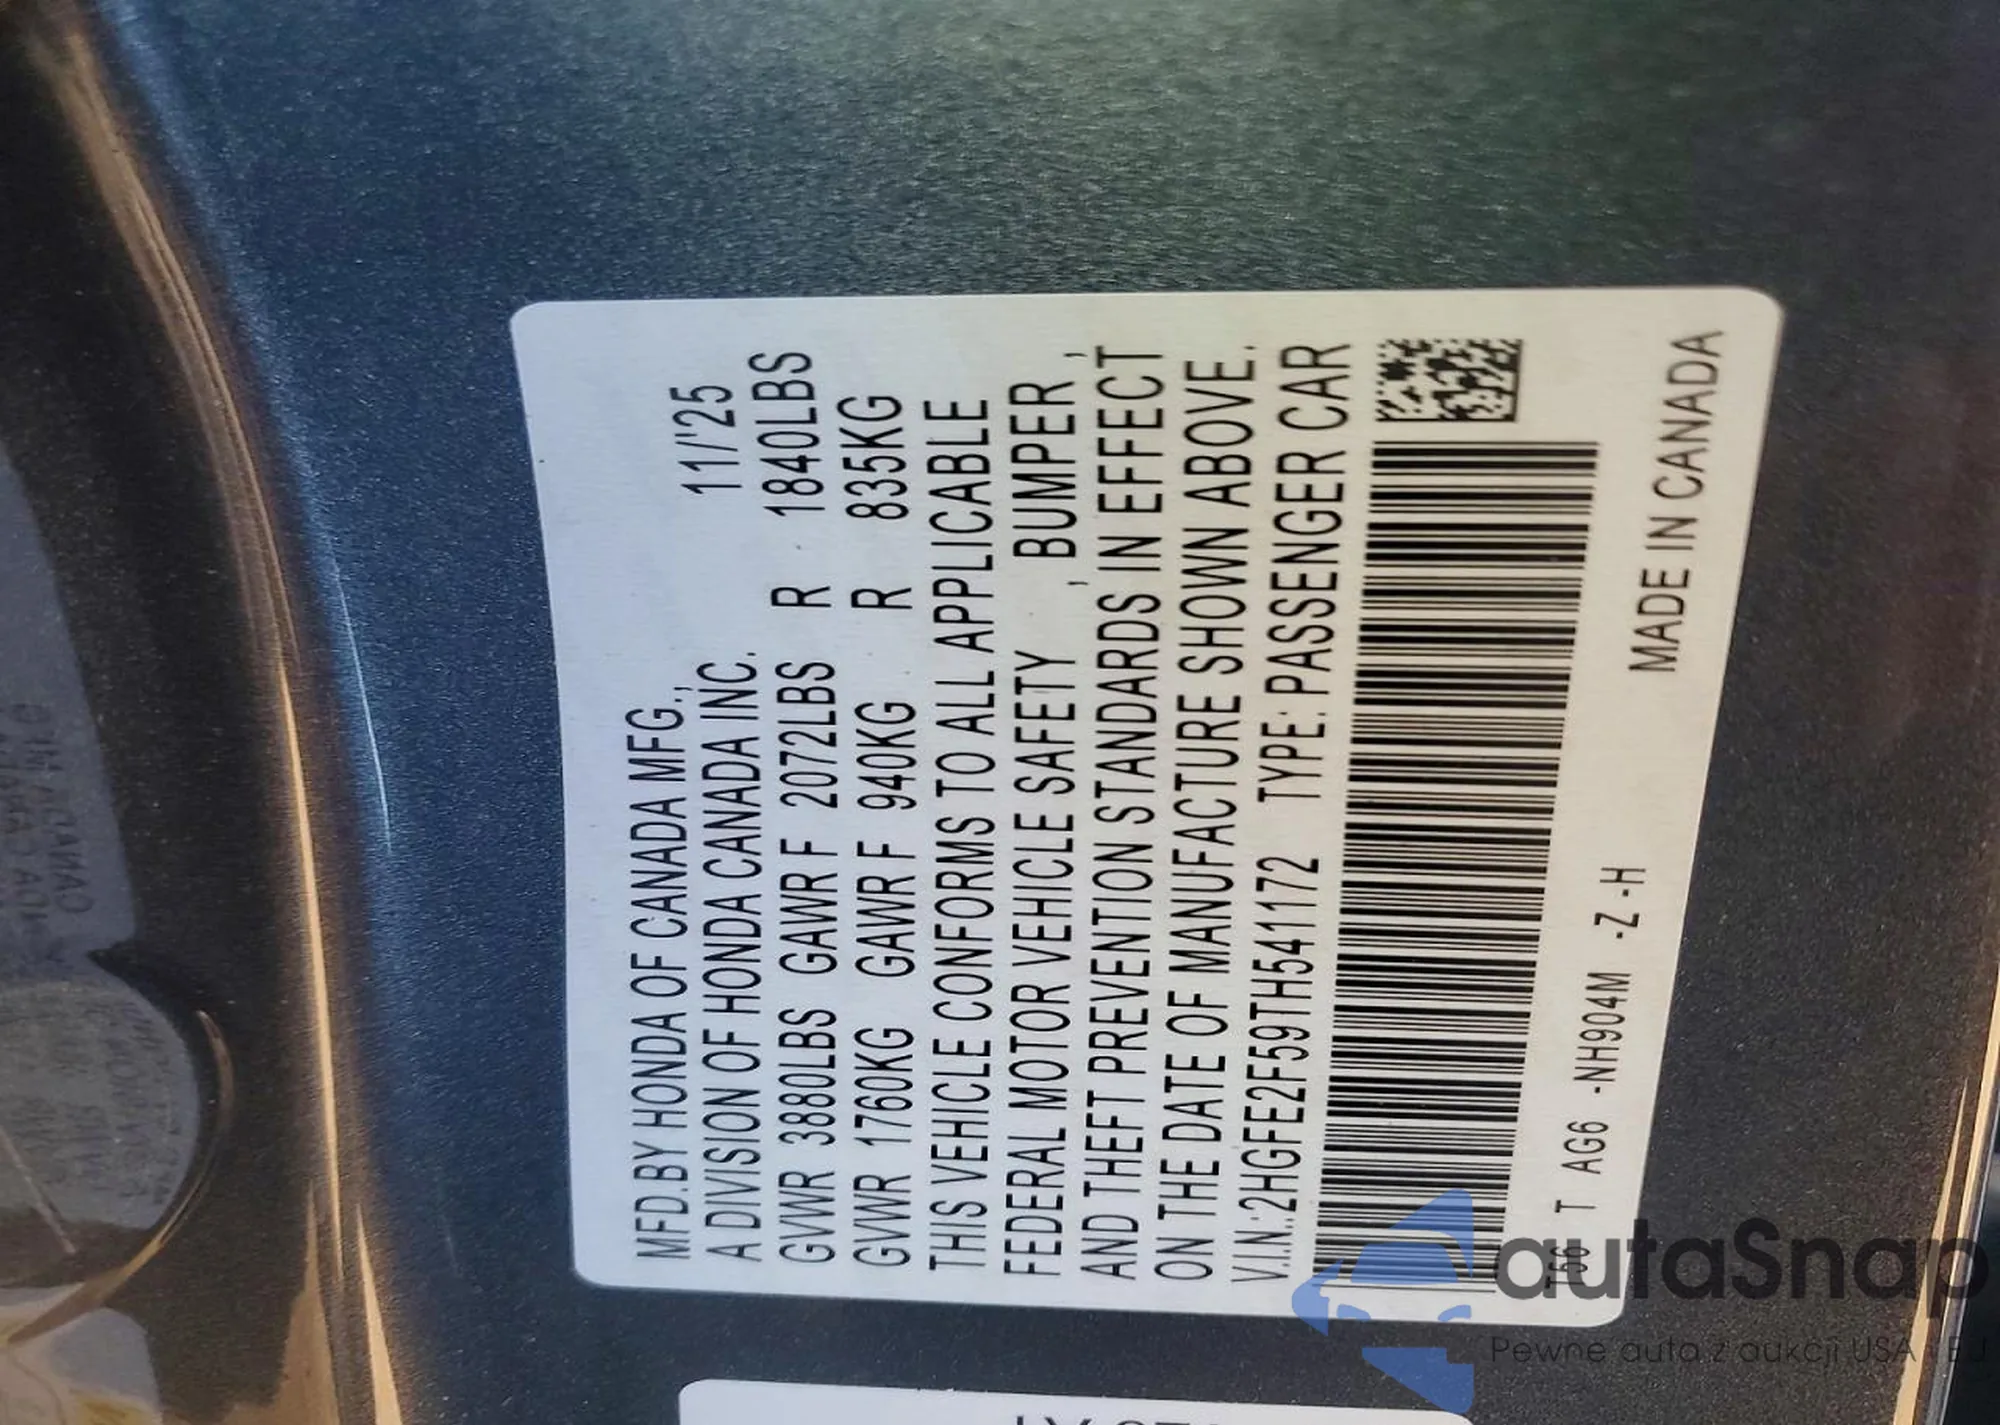 MFD.BY HONDA OF CANADA MFG.,
A DIVISION OF HONDA CANADA INC. 11/'25
GVWR 3880LBS GAWR F 2072LBS R 1840LBS
GVWR 1760KG GAWR F 940KG R 835KG
THIS VEHICLE CONFORMS TO ALL APPLICABLE
FEDERAL MOTOR VEHICLE SAFETY , BUMPER ,
AND THEFT PREVENTION STANDARDS IN EFFECT
ON THE DATE OF MANUFACTURE SHOWN ABOVE.
V.I.N.:2HGFE2F59TH541172 TYPE: PASSENGER CAR
T56 T AG6 -NH904M -Z -H
MADE IN CANADA
autaSnap
Pewne auta z aukcji USA i EU